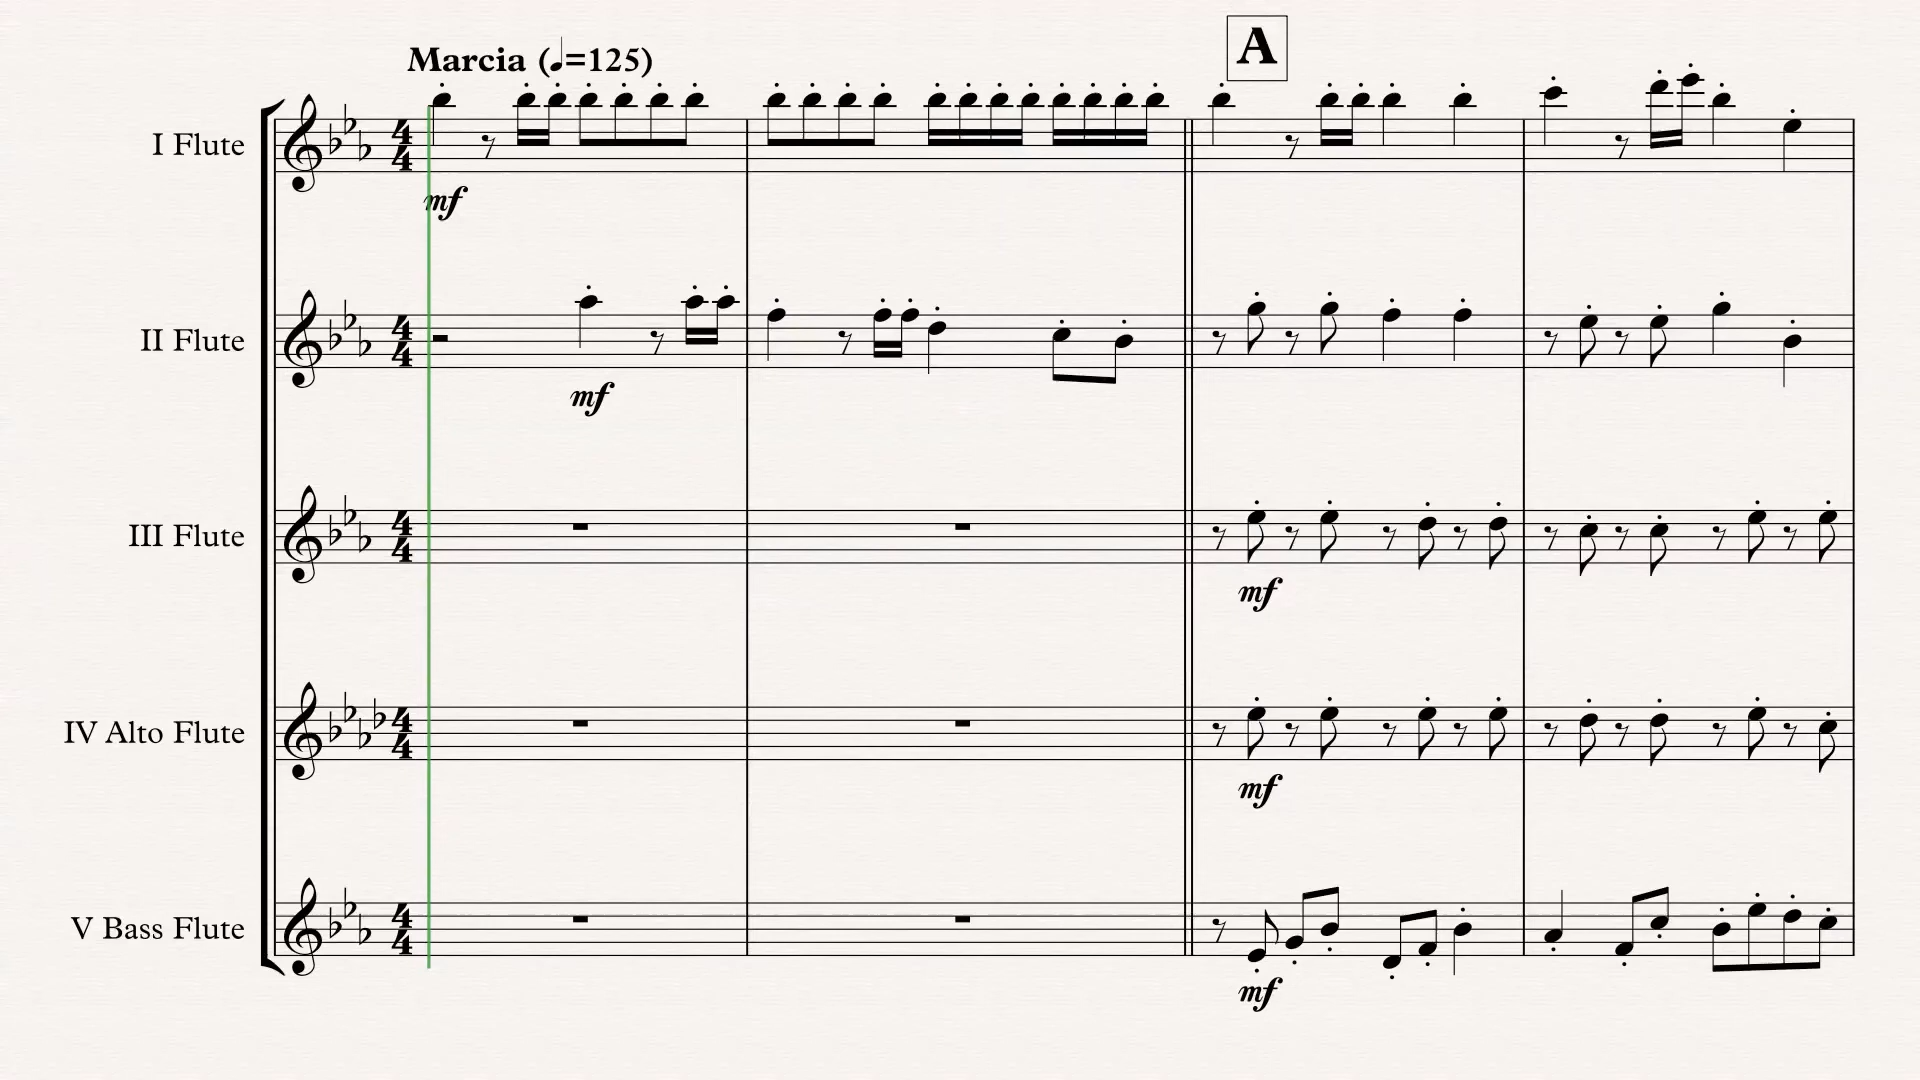 A
Marcia (♩=125)
I Flute
mf
II Flute
mf
III Flute
mf
IV Alto Flute
mf
V Bass Flute
mf